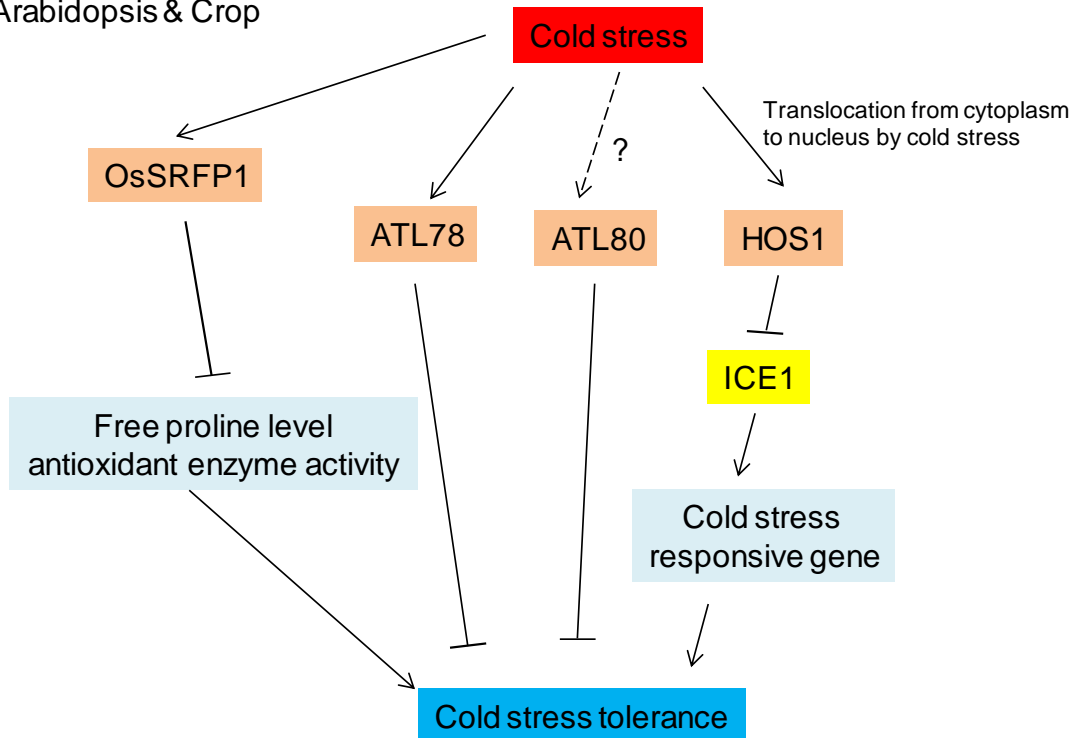 Arabidopsis & Crop
Cold stress
Translocation from cytoplasm
to nucleus by cold stress
?
OsSRFP1
ATL78
ATL80
HOS1
ICE1
Free proline level
antioxidant enzyme activity
Cold stress
responsive gene
Cold stress tolerance